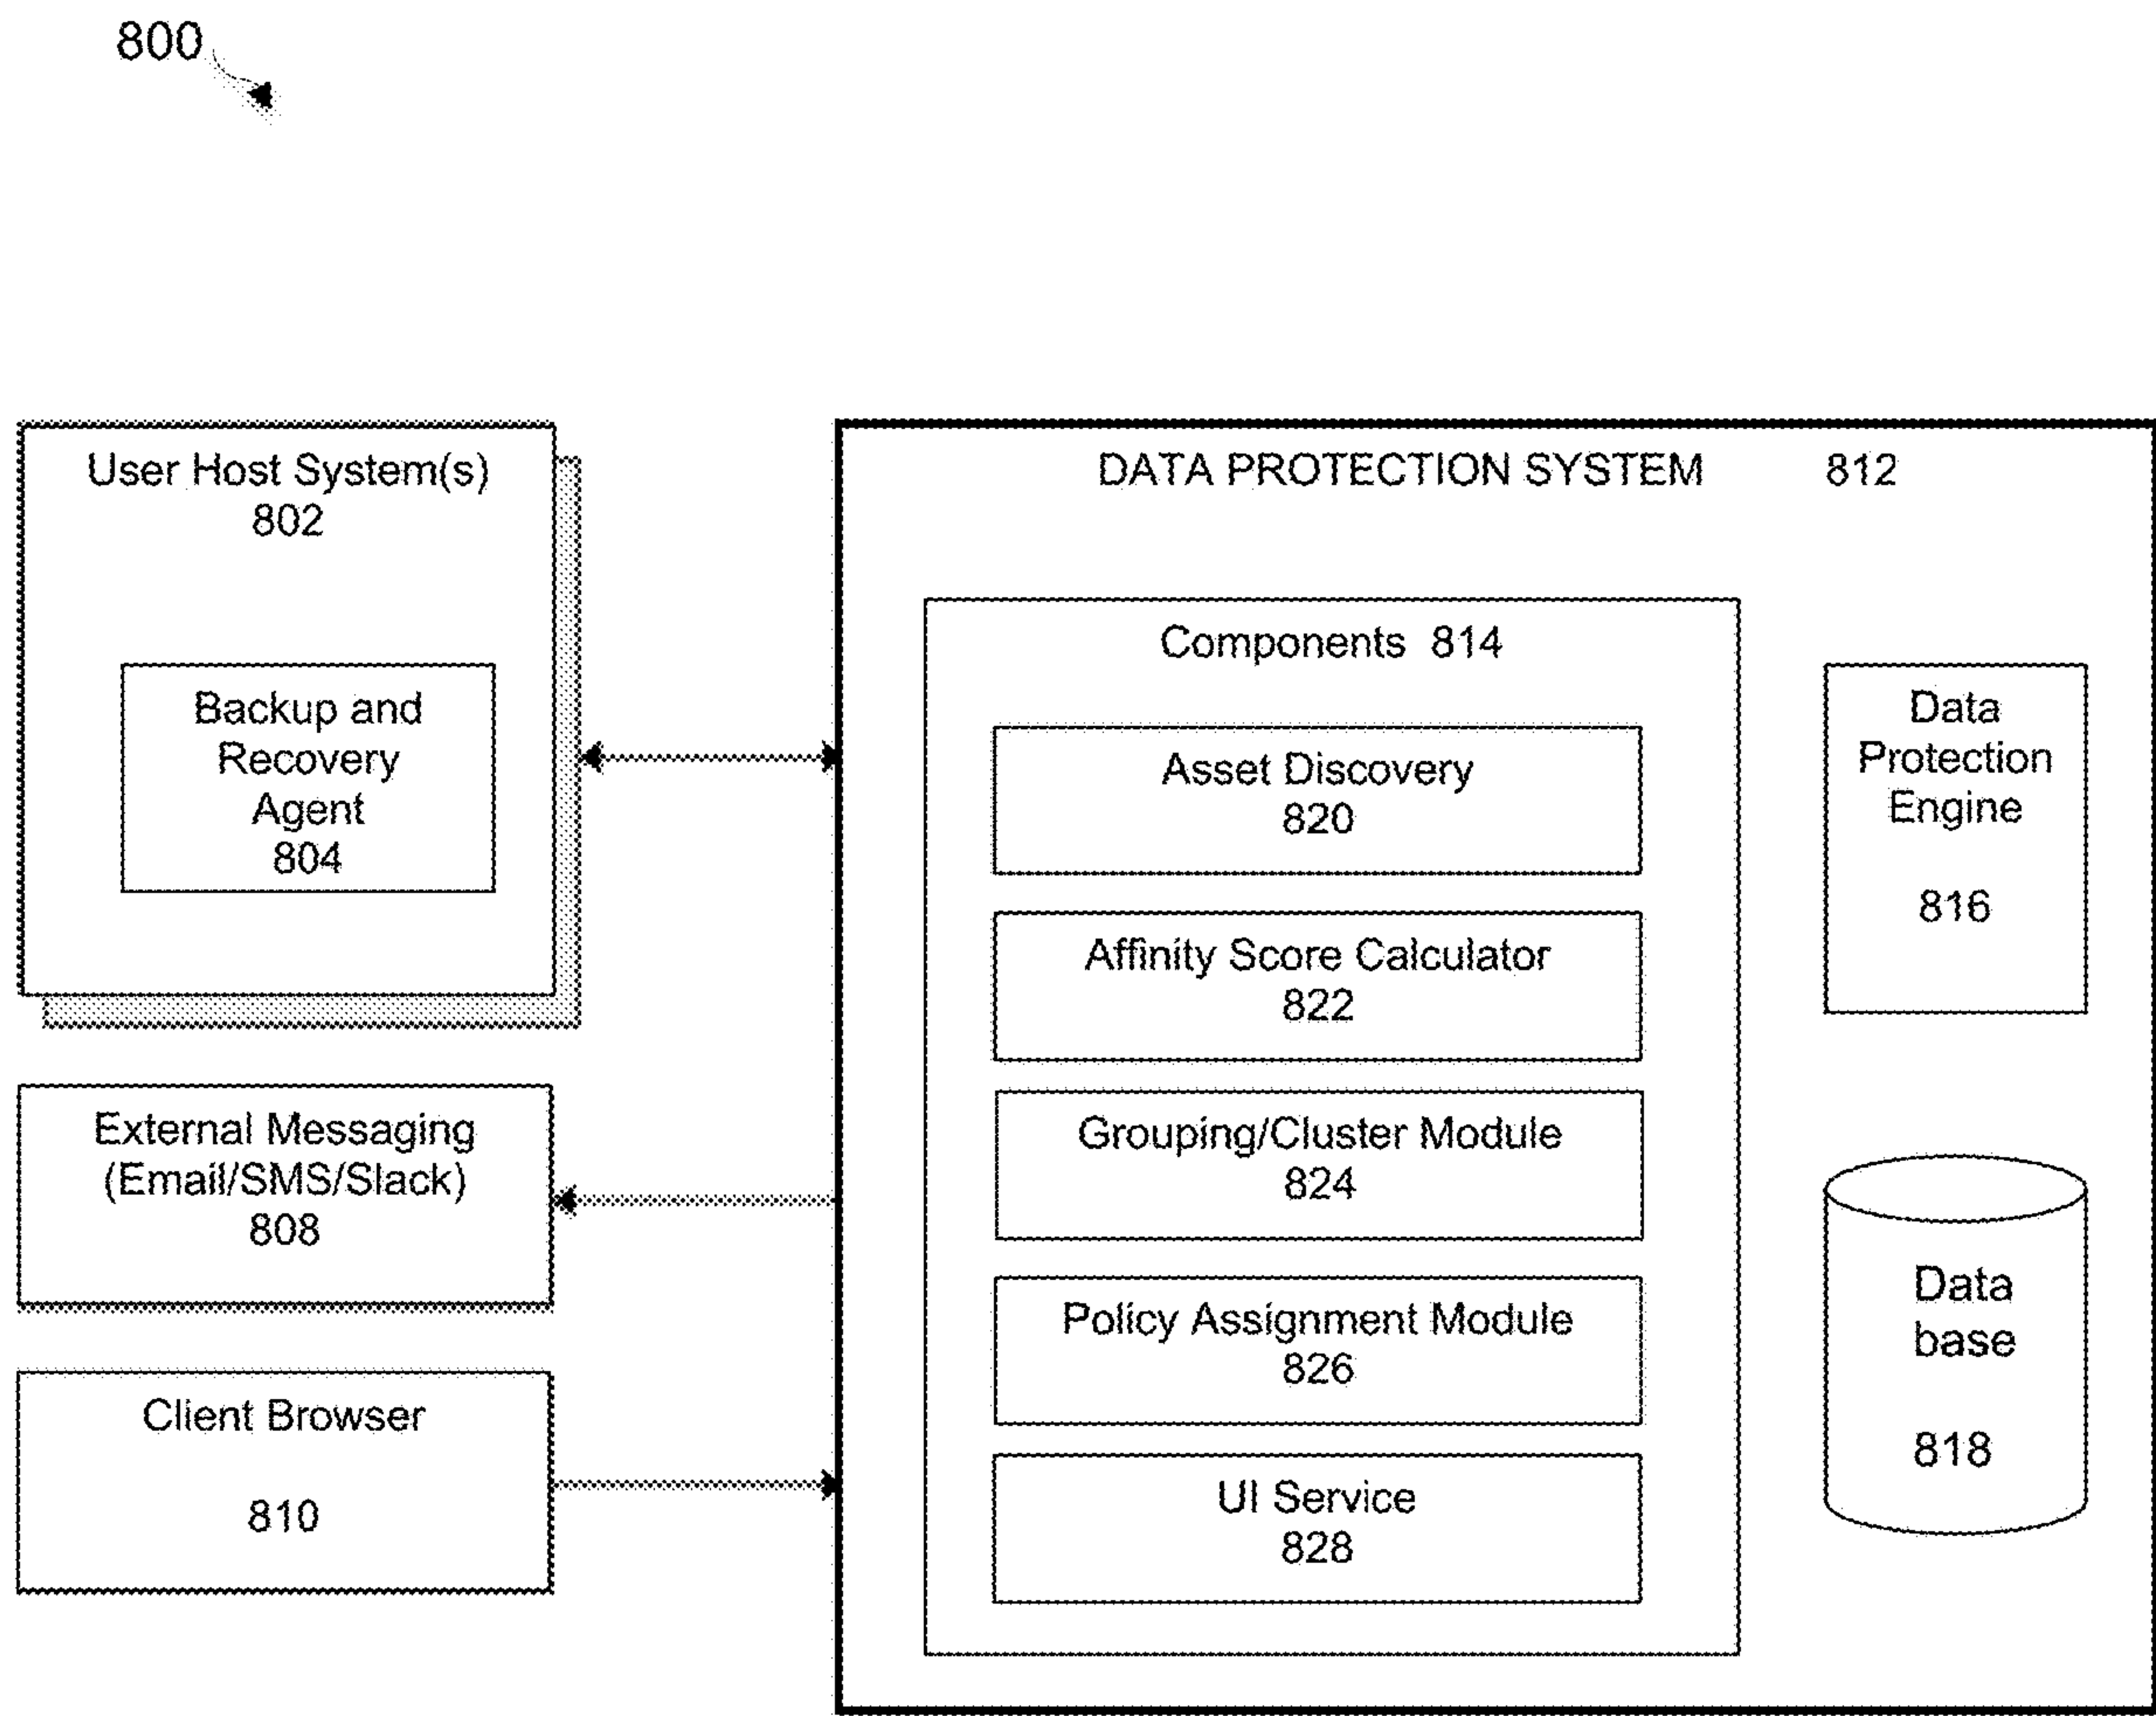 800
User Host System(s)
802
Backup and
Recovery
Agent
804
External Messaging
(Email/SMS/Slack)
808
Client Browser
810
DATA PROTECTION SYSTEM 812
Components 814
Asset Discovery
820
Affinity Score Calculator
822
Grouping/Cluster Module
824
Policy Assignment Module
826
UI Service
828
Data
Protection
Engine
816
Data
base
818